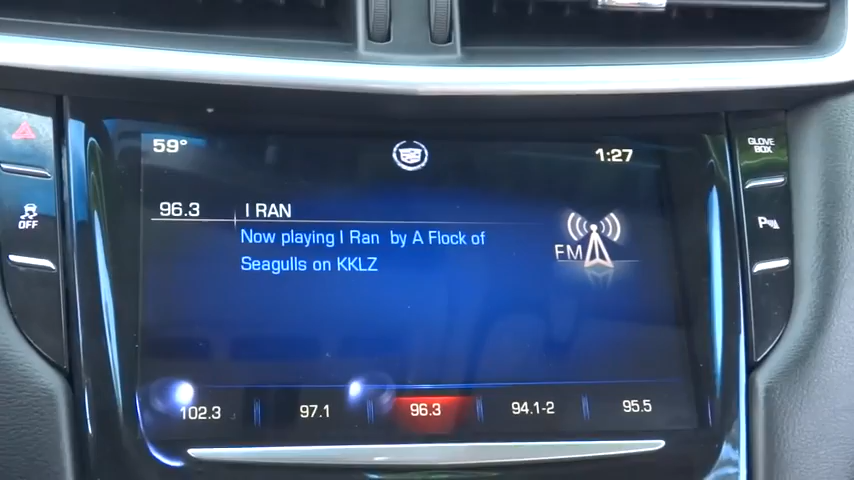 59°
1:27
GLOVE
BOX
OFF
P
96.3 I RAN
Now playing I Ran by A Flock of
Seagulls on KKLZ
FM
102.3 97.1 96.3 94.1-2 95.5